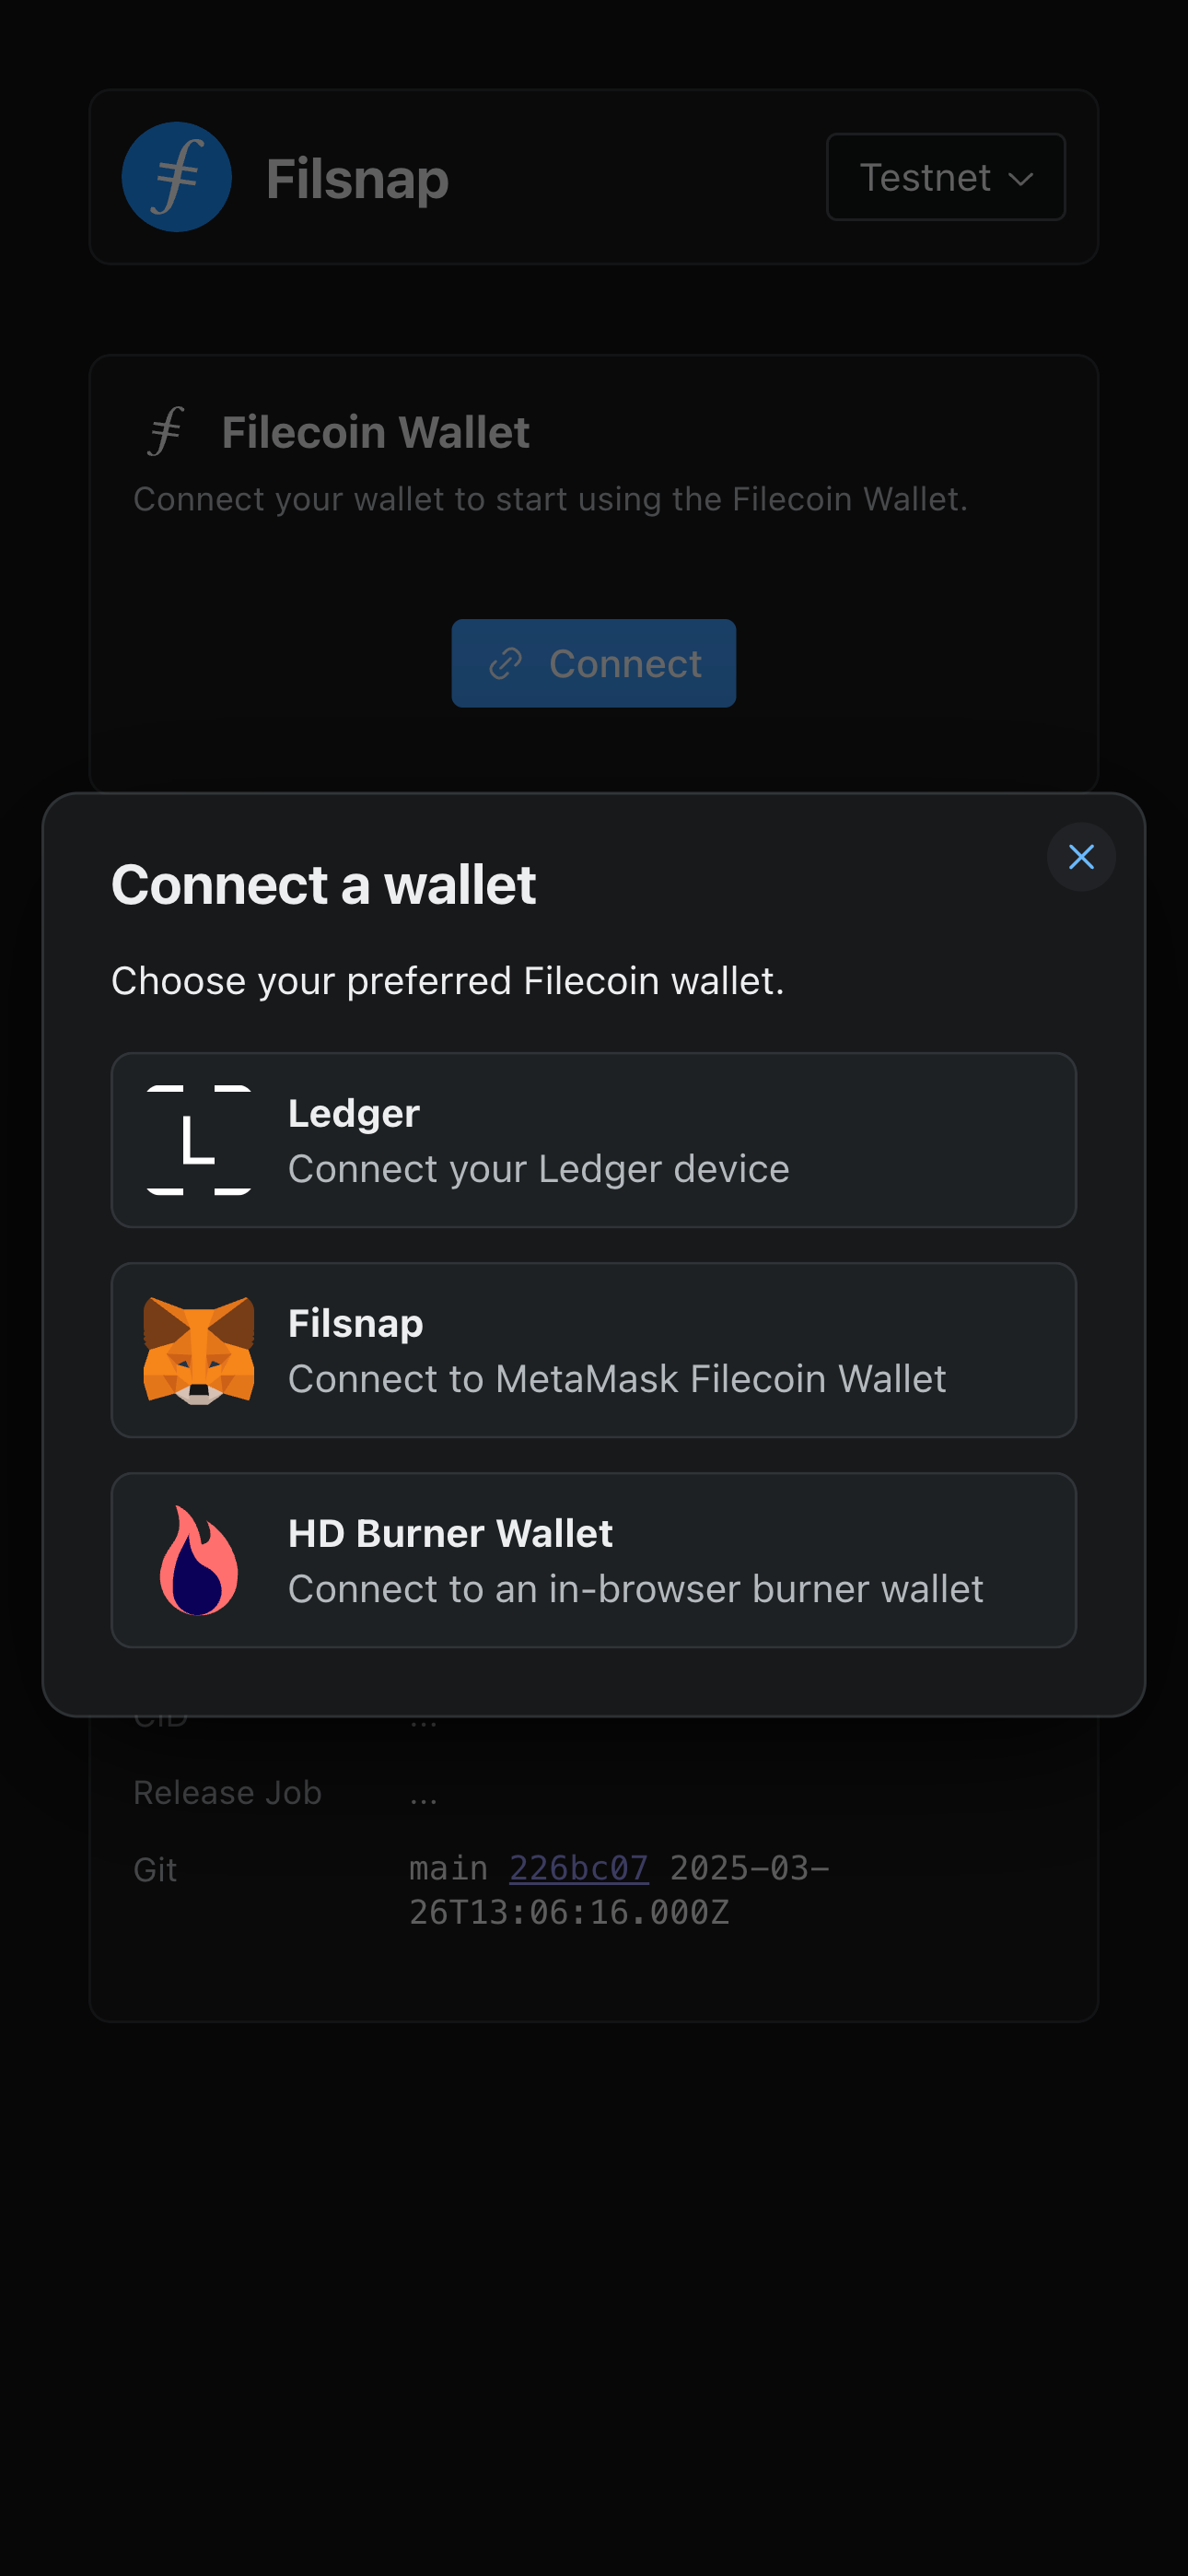 Filsnap
Testnet
Filecoin Wallet
Connect your wallet to start using the Filecoin Wallet.
Connect
Connect a wallet
Choose your preferred Filecoin wallet.
L
Ledger
Connect your Ledger device
Filsnap
Connect to MetaMask Filecoin Wallet
HD Burner Wallet
Connect to an in-browser burner wallet
CID ...
Release Job ...
Git main 226bc07 2025-03-
26T13:06:16.000Z